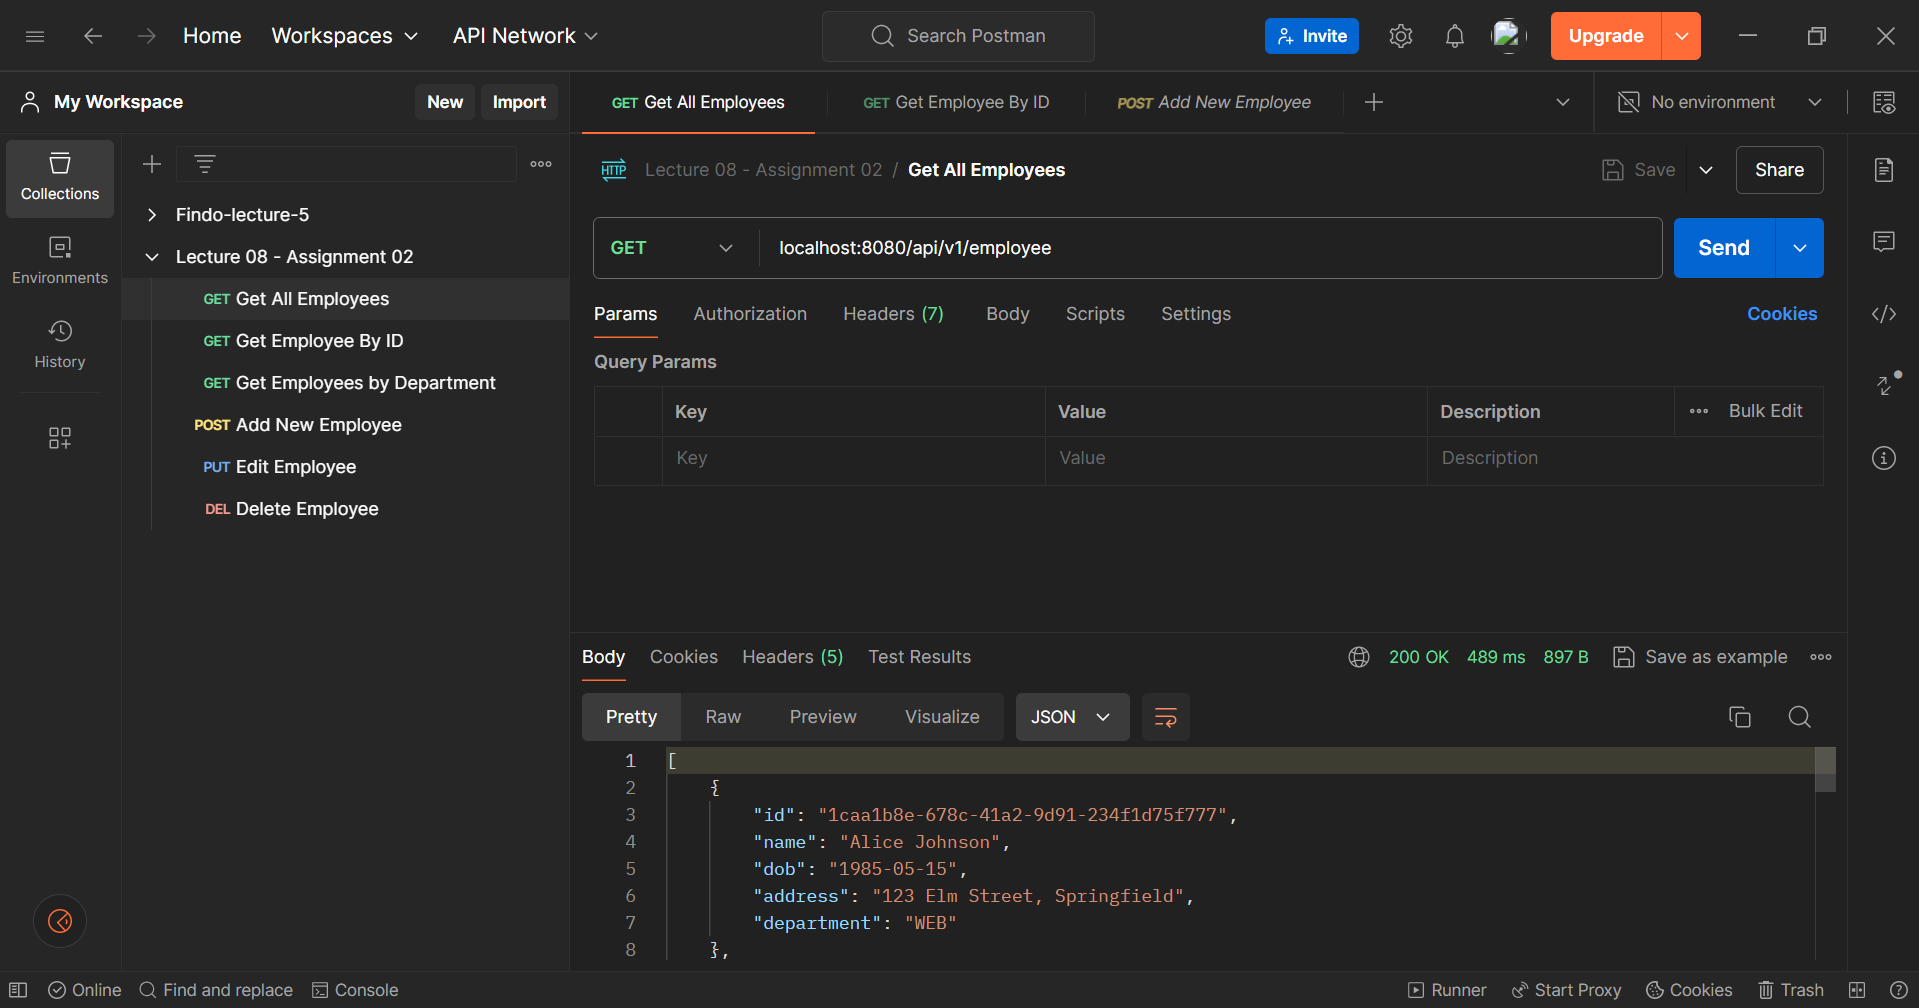 Home Workspaces API Network Search Postman Invite Upgrade
My Workspace New Import
GET Get All Employees GET Get Employee By ID POST Add New Employee No environment
Collections
Environments
History
Findo-lecture-5
Lecture 08 - Assignment 02
GET Get All Employees
GET Get Employee By ID
GET Get Employees by Department
POST Add New Employee
PUT Edit Employee
DEL Delete Employee
HTTP Lecture 08 - Assignment 02 / Get All Employees Save Share
GET localhost:8080/api/v1/employee Send
Params Authorization Headers (7) Body Scripts Settings Cookies
Query Params
Key Value Description Bulk Edit
Key Value Description
Body Cookies Headers (5) Test Results 200 OK 489 ms 897 B Save as example
Pretty Raw Preview Visualize JSON
1 [
2 {
3 "id": "1caa1b8e-678c-41a2-9d91-234f1d75f777",
4 "name": "Alice Johnson",
5 "dob": "1985-05-15",
6 "address": "123 Elm Street, Springfield",
7 "department": "WEB"
8 },
Online Find and replace Console Runner Start Proxy Cookies Trash